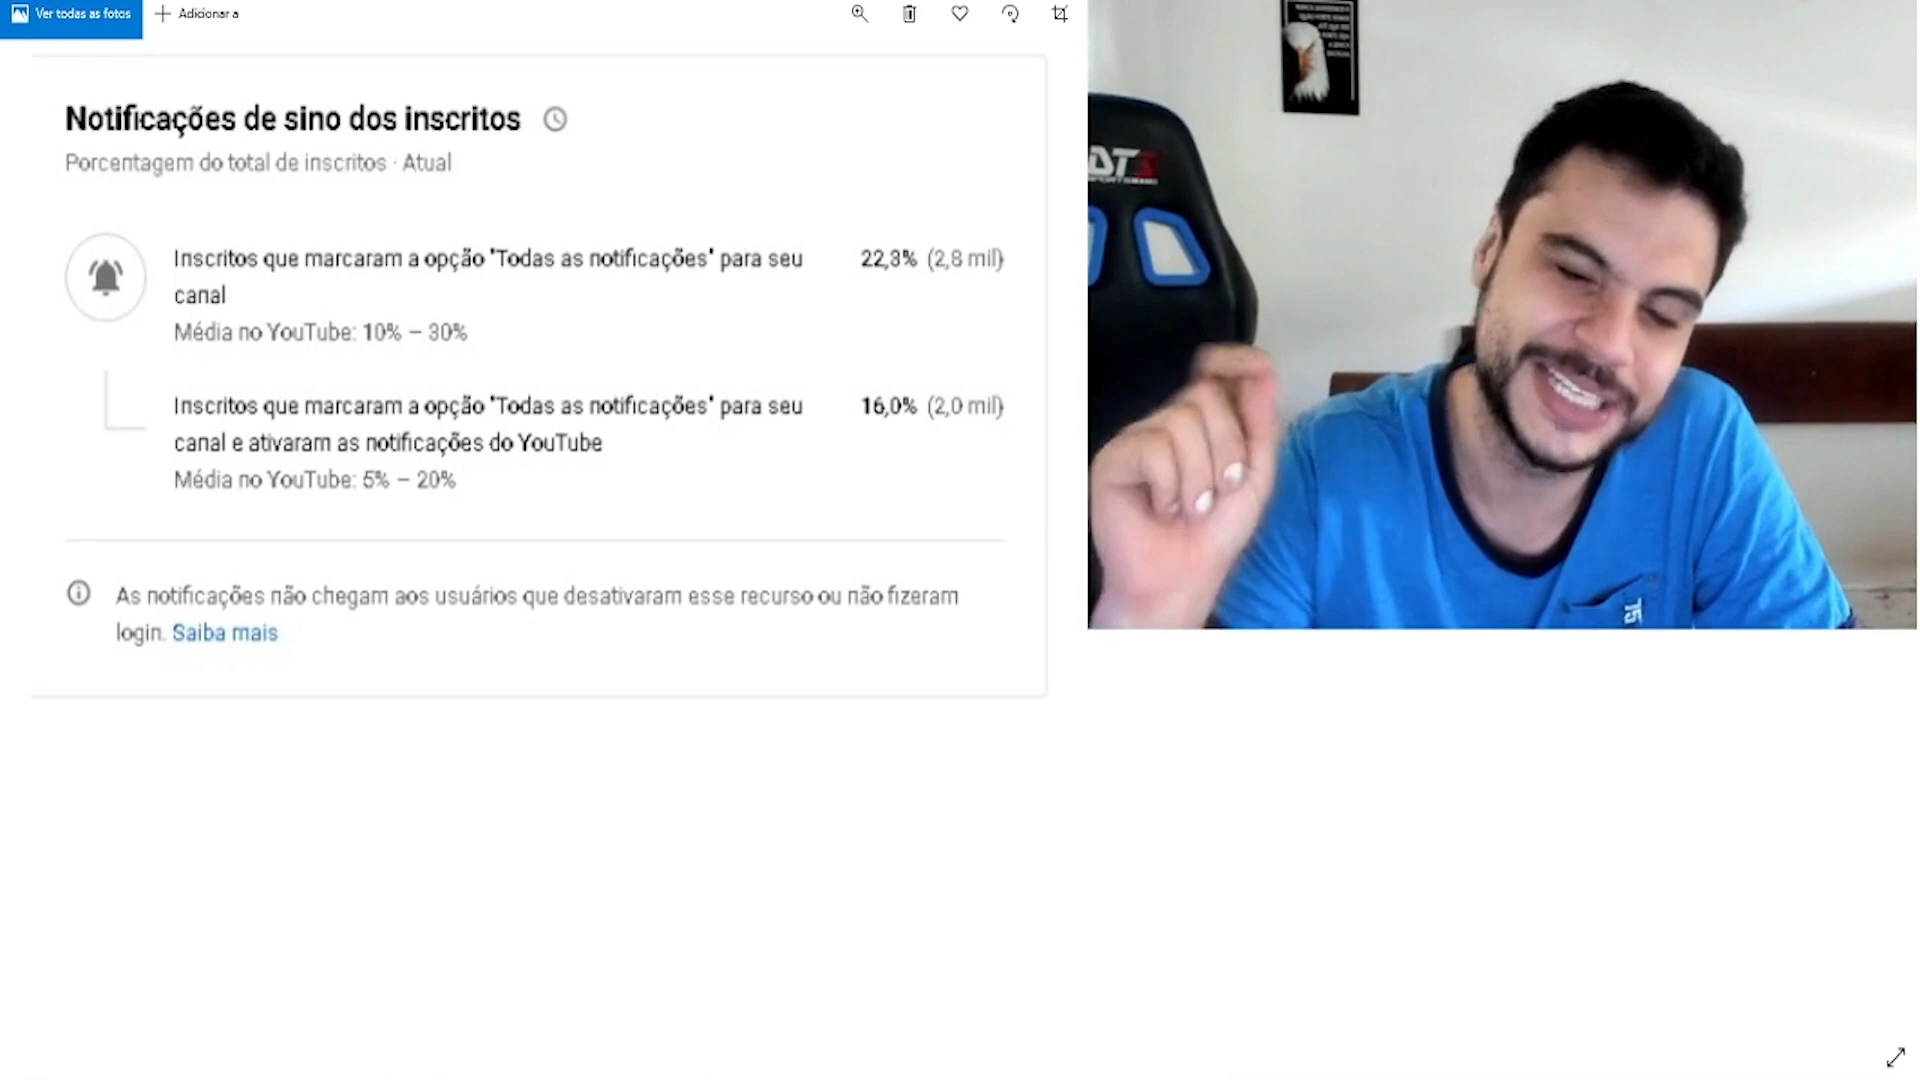 Ver todas as fotos
Adicionar a
Notificações de sino dos inscritos
Porcentagem do total de inscritos · Atual
Inscritos que marcaram a opção "Todas as notificações" para seu
canal
22,3% (2,8 mil)
Média no YouTube: 10% – 30%
Inscritos que marcaram a opção "Todas as notificações" para seu
canal e ativaram as notificações do YouTube
16,0% (2,0 mil)
Média no YouTube: 5% – 20%
As notificações não chegam aos usuários que desativaram esse recurso ou não fizeram
login. Saiba mais
DT3